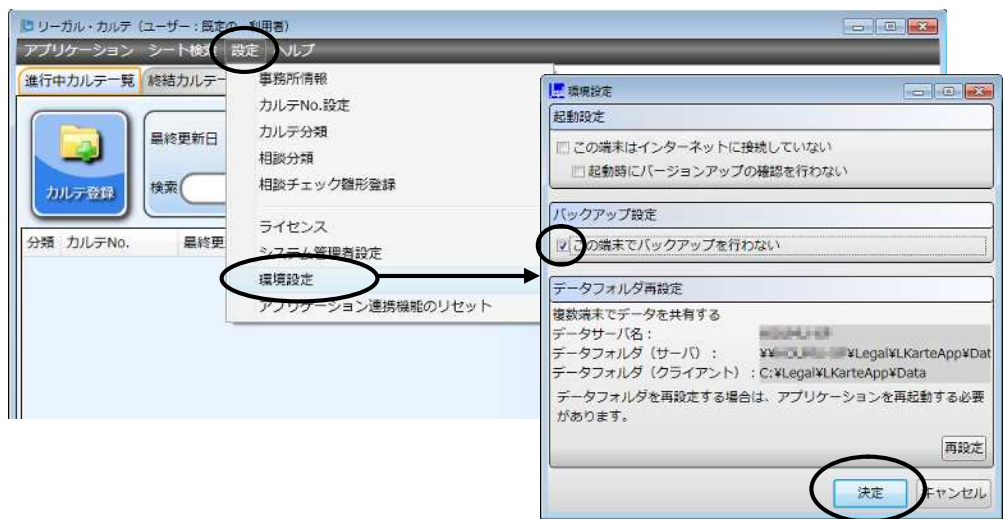 リーガル・カルテ（ユーザー：既定の 利用者）
アプリケーション シート検索 設定 ヘルプ
進行中カルテ一覧 終結カルテ一
事務所情報
カルテNo.設定
カルテ分類
相談分類
相談チェック雛形登録
ライセンス
システム管理者設定
環境設定
アプリケーション連携機能のリセット
カルテ登録
最終更新日
検索
分類 カルテNo. 最終更
環境設定
起動設定
この端末はインターネットに接続していない
起動時にバージョンアップの確認を行わない
バックアップ設定
この端末でバックアップを行わない
データフォルダ再設定
複数端末でデータを共有する
データサーバ名：
データフォルダ（サーバ）： ¥¥ ¥Legal¥LKarteApp¥Dat
データフォルダ（クライアント）：C:¥Legal¥LKarteApp¥Data
データフォルダを再設定する場合は、アプリケーションを再起動する必要
があります。
再設定
決定 キャンセル